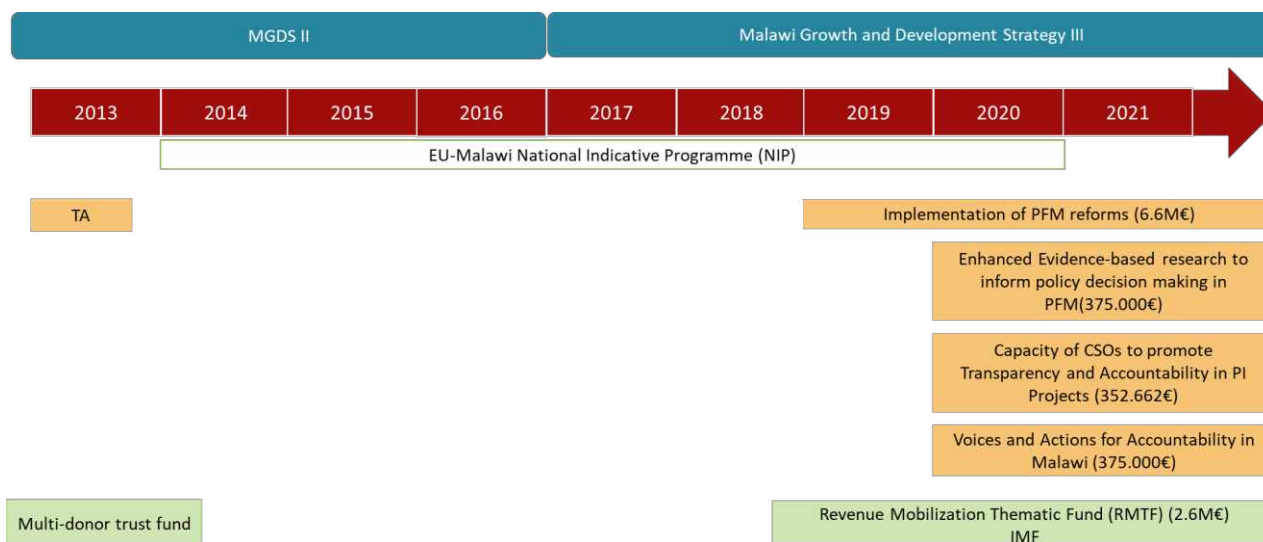 MGDS II
Malawi Growth and Development Strategy III
2013
2014
2015
2016
2017
2018
2019
2020
2021
EU-Malawi National Indicative Programme (NIP)
TA
Implementation of PFM reforms (6.6M€)
Enhanced Evidence-based research to
inform policy decision making in
PFM(375.000€)
Capacity of CSOs to promote
Transparency and Accountability in PI
Projects (352.662€)
Voices and Actions for Accountability in
Malawi (375.000€)
Multi-donor trust fund
Revenue Mobilization Thematic Fund (RMTF) (2.6M€)
IMF